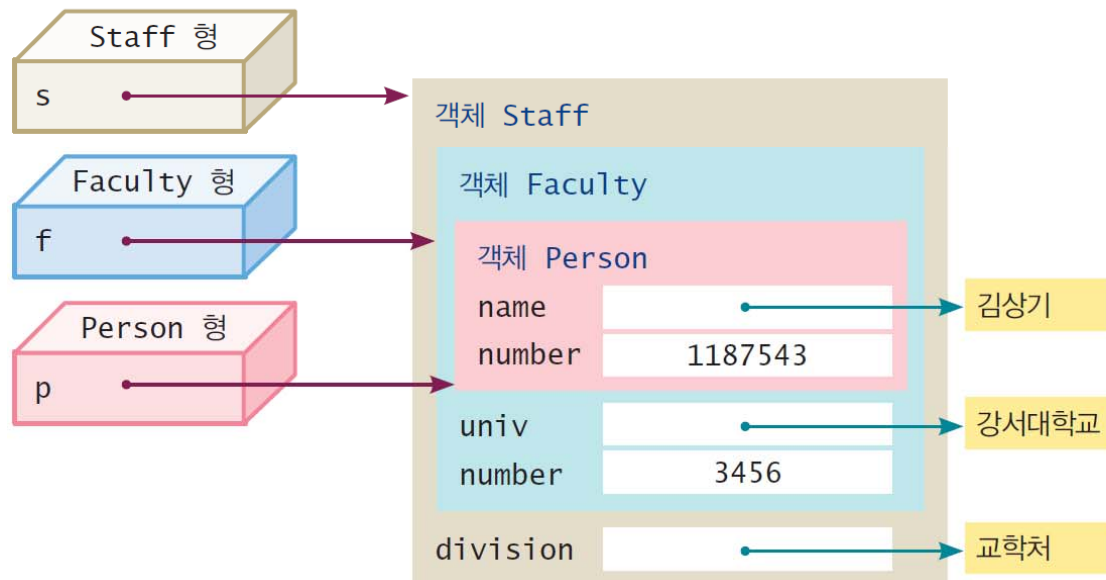 Staff 형
s
Faculty 형
f
Person 형
p
객체 Staff
객체 Faculty
객체 Person
name
김상기
number 1187543
univ
강서대학교
number 3456
division
교학처